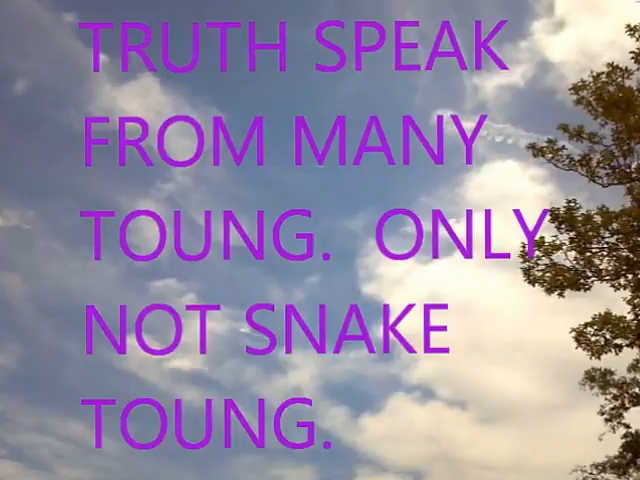 TRUTH SPEAK
FROM MANY
TOUNG. ONLY
NOT SNAKE
TOUNG.